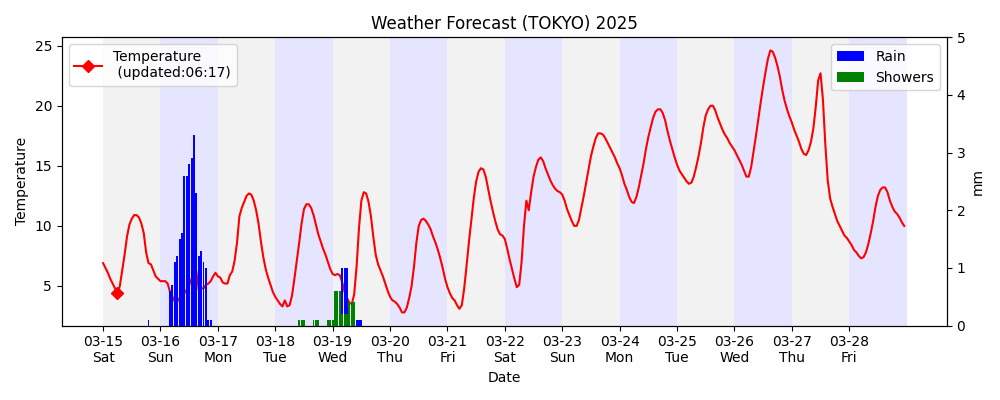 Weather Forecast (TOKYO) 2025
Temperature
(updated:06:17)
Rain
Showers
25
20
15
10
5
Temperature
5
4
3
2
1
0
mm
03-15 03-16 03-17 03-18 03-19 03-20 03-21 03-22 03-23 03-24 03-25 03-26 03-27 03-28
Sat Sun Mon Tue Wed Thu Fri Sat Sun Mon Tue Wed Thu Fri
Date